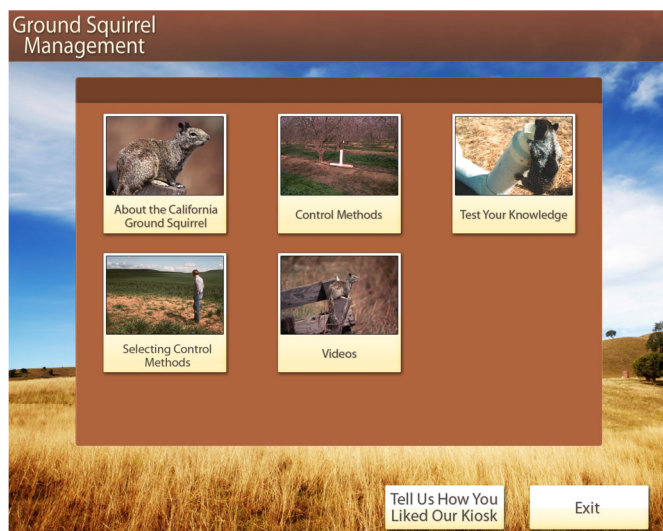 Ground Squirrel
Management
About the California
Ground Squirrel
Control Methods
Test Your Knowledge
Selecting Control
Methods
Videos
Tell Us How You
Liked Our Kiosk
Exit